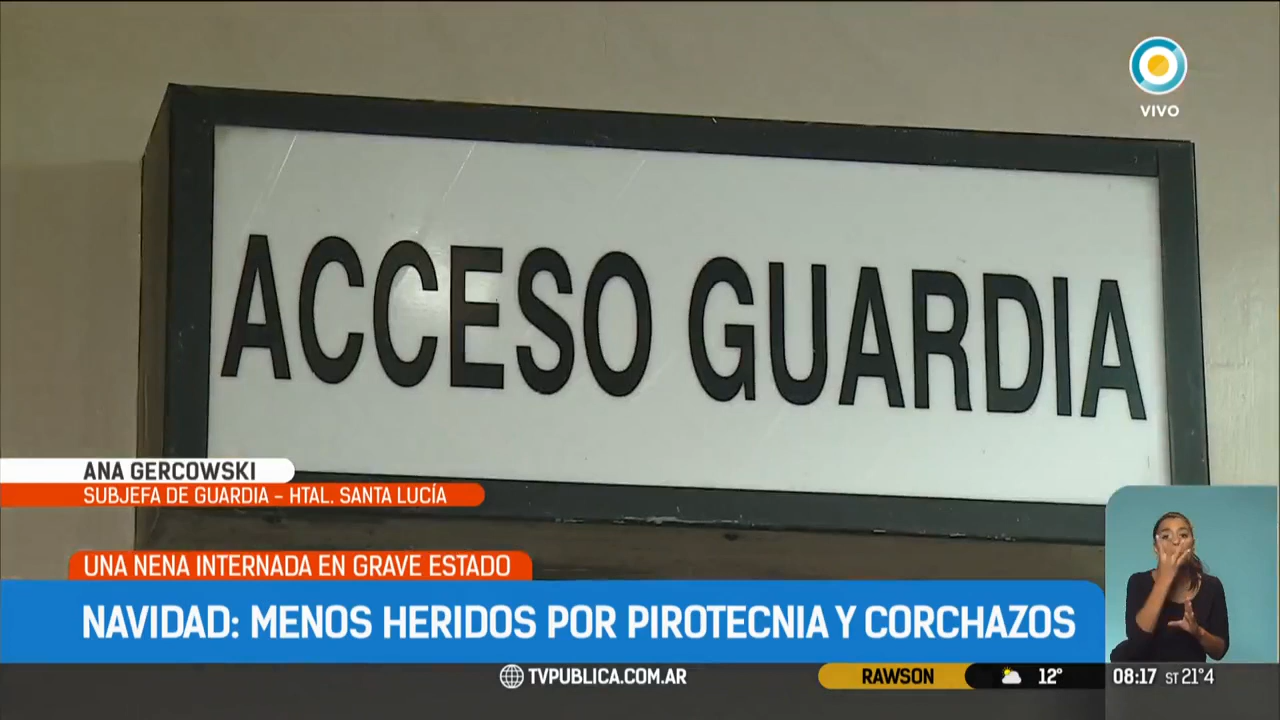 VIVO
ACCESO GUARDIA
ANA GERCOWSKI
SUBJEFA DE GUARDIA - HTAL. SANTA LUCÍA
UNA NENA INTERNADA EN GRAVE ESTADO
NAVIDAD: MENOS HERIDOS POR PIROTECNIA Y CORCHAZOS
TVPUBLICA.COM.AR
RAWSON 12° 08:17 ST 21°4